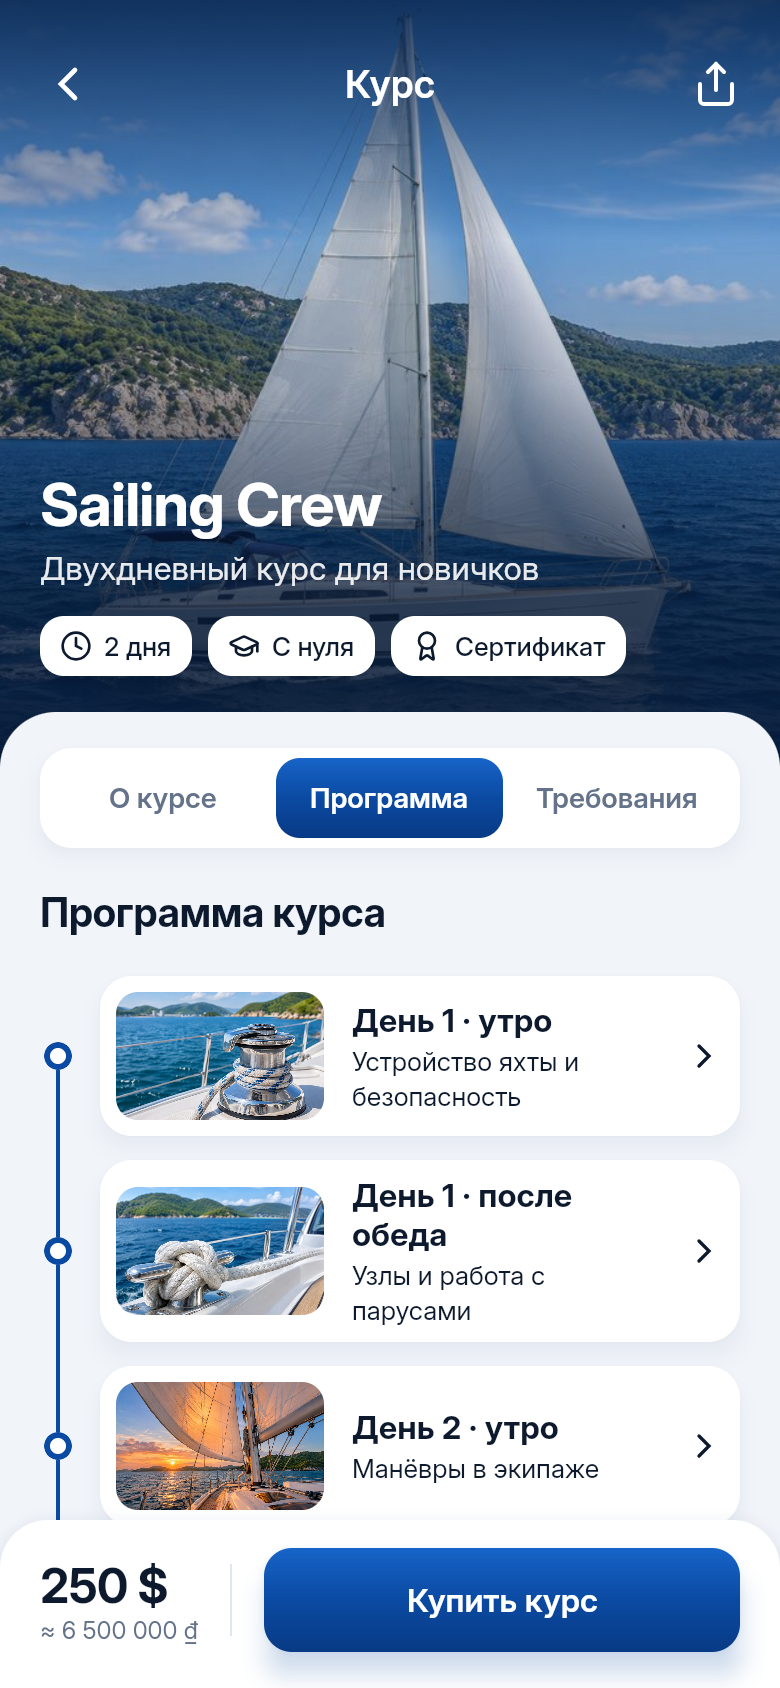 Курс
Sailing Crew
Двухдневный курс для новичков
2 дня
С нуля
Сертификат
О курсе
Программа
Требования
Программа курса
День 1 · утро
Устройство яхты и
безопасность
День 1 · после
обеда
Узлы и работа с
парусами
День 2 · утро
Манёвры в экипаже
250 $
≈ 6 500 000 ₫
Купить курс